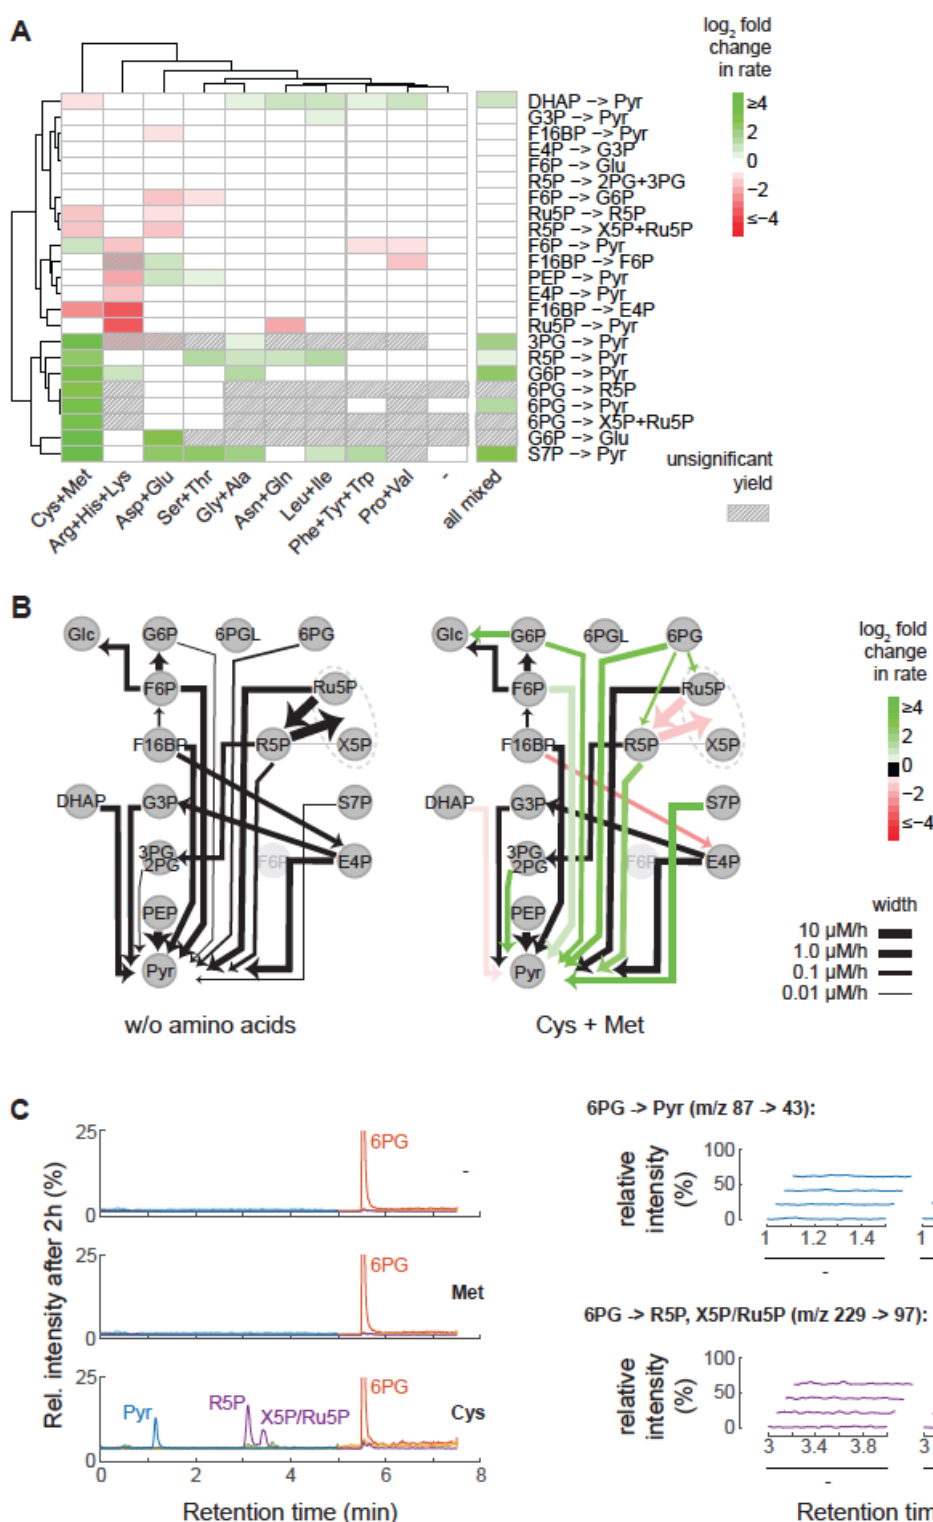 A
log2 fold
change
in rate
≥4
2
0
−2
≤−4
DHAP −> Pyr
G3P −> Pyr
F16BP −> Pyr
E4P −> G3P
F6P −> Glu
R5P −> 2PG+3PG
F6P −> G6P
Ru5P −> R5P
R5P −> X5P+Ru5P
F6P −> Pyr
F16BP −> F6P
PEP −> Pyr
E4P −> Pyr
F16BP −> E4P
Ru5P −> Pyr
3PG −> Pyr
R5P −> Pyr
G6P −> Pyr
6PG −> R5P
6PG −> Pyr
6PG −> X5P+Ru5P
G6P −> Glu
S7P −> Pyr
Cys+Met
Arg+His+Lys
Asp+Glu
Ser+Thr
Gly+Ala
Asn+Gln
Leu+Ile
Phe+Tyr+Trp
Pro+Val
-
all mixed
unsignificant
yield
B
Glc G6P 6PGL 6PG
F6P Ru5P
F16BP R5P X5P
DHAP G3P S7P
3PG
2PG F6P E4P
PEP
Pyr
w/o amino acids
Glc G6P 6PGL 6PG
F6P Ru5P
F16BP R5P X5P
DHAP G3P S7P
3PG
2PG F6P E4P
PEP
Pyr
Cys + Met
log2 fold
change
in rate
≥4
2
0
−2
≤−4
width
10 µM/h
1.0 µM/h
0.1 µM/h
0.01 µM/h
C
Rel. intensity after 2h (%)
25
0
6PG
-
25
0
6PG
Met
25
0
Pyr
R5P
X5P/Ru5P
6PG
Cys
0 2 4 6 8
Retention time (min)
6PG -> Pyr (m/z 87 -> 43):
relative
intensity
(%)
100
50
0
1 1.2 1.4 1
-
6PG -> R5P, X5P/Ru5P (m/z 229 -> 97):
relative
intensity
(%)
100
50
0
3 3.4 3.8 3
-
Retention